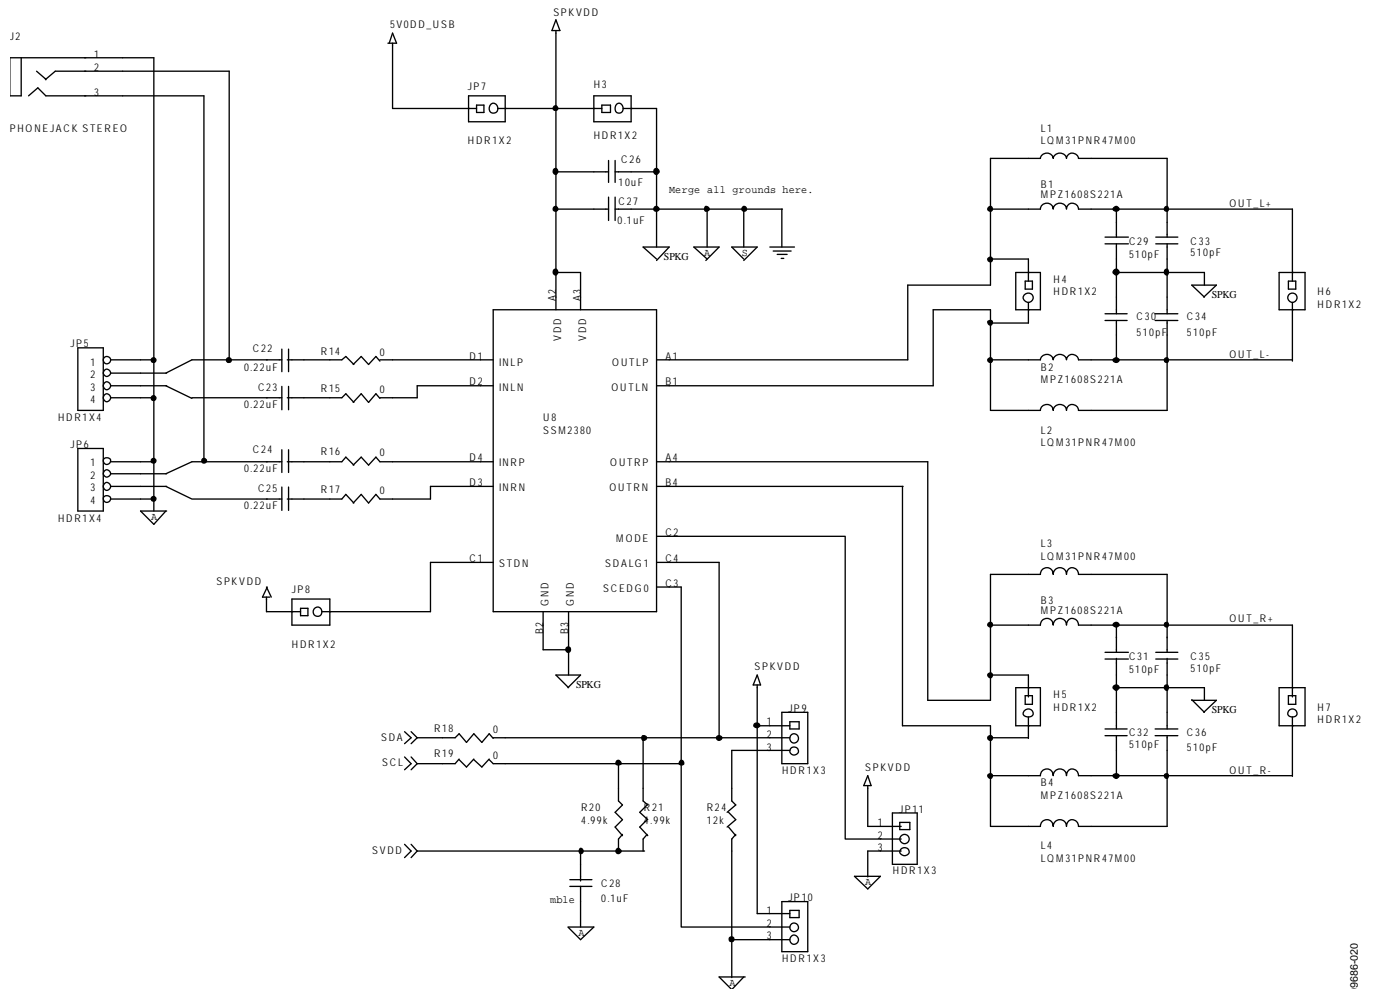 J2
1
2
3
PHONEJACK STEREO
5V0DD_USB
SPKVDD
JP7
HDR1X2
H3
HDR1X2
C26
10uF
C27
0.1uF
Merge all grounds here.
SPKG
A
S
L1
LQM31PNR47M00
B1
MPZ1608S221A
OUT_L+
C29
510pF
C33
510pF
H4
HDR1X2
SPKG
H6
HDR1X2
C30
510pF
C34
510pF
OUT_L-
B2
MPZ1608S221A
L2
LQM31PNR47M00
JP5
1
2
3
4
HDR1X4
JP6
1
2
3
4
HDR1X4
A
C22
0.22uF
R14
0
C23
0.22uF
R15
0
C24
0.22uF
R16
0
C25
0.22uF
R17
0
A2
A3
VDD
VDD
D1
INLP
D2
INLN
D4
INRP
D3
INRN
C1
STDN
U8
SSM2380
OUTLP
A1
OUTLN
B1
OUTRP
A4
OUTRN
B4
MODE
C2
SDALG1
C4
SCEDG0
C3
GND
GND
B2
B3
SPKG
SPKVDD
JP8
HDR1X2
L3
LQM31PNR47M00
B3
MPZ1608S221A
OUT_R+
C31
510pF
C35
510pF
H5
HDR1X2
SPKG
H7
HDR1X2
C32
510pF
C36
510pF
OUT_R-
B4
MPZ1608S221A
L4
LQM31PNR47M00
SDA
R18
0
SCL
R19
0
SPKVDD
JP9
1
2
3
HDR1X3
R20
4.99k
R21
4.99k
R24
12k
SVDD
C28
0.1uF
mble
A
SPKVDD
JP11
1
2
3
HDR1X3
A
JP10
1
2
3
HDR1X3
A
9686-020